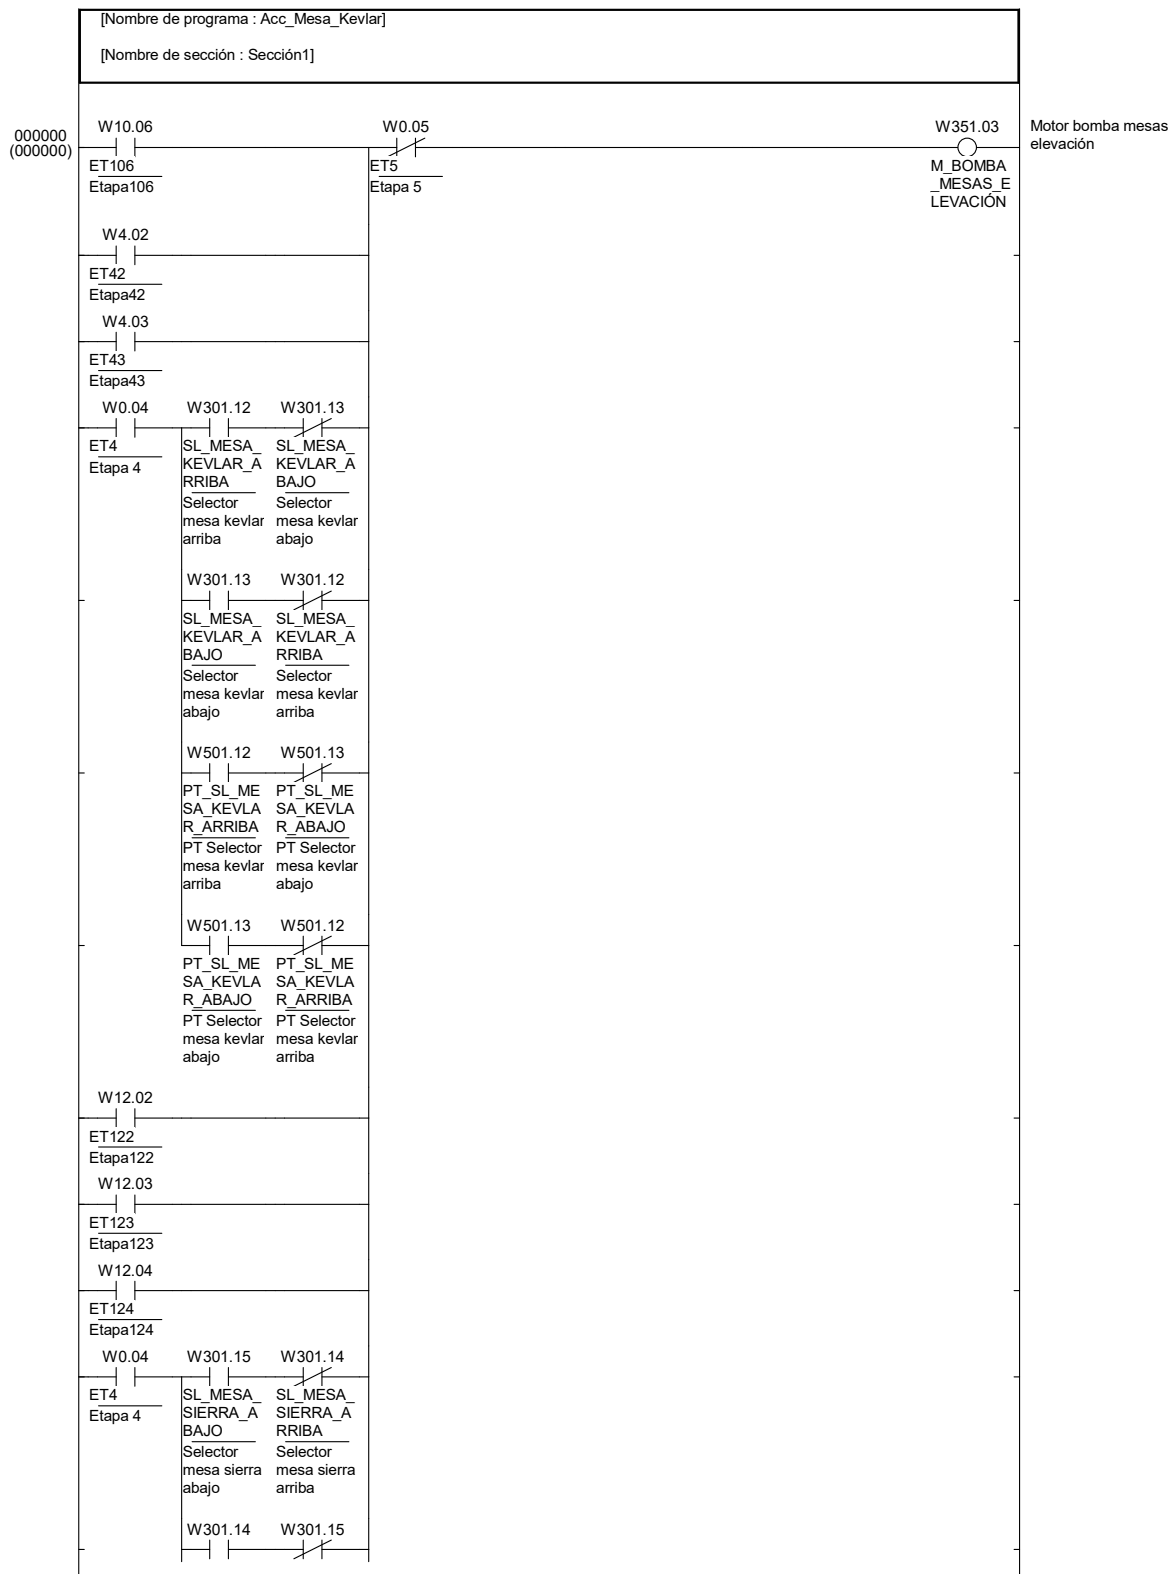 [Nombre de programa : Acc_Mesa_Kevlar]
[Nombre de sección : Sección1]
000000
(000000)
W10.06
ET106
Etapa106
W0.05
ET5
Etapa 5
W351.03
M_BOMBA
_MESAS_E
LEVACIÓN
Motor bomba mesas
elevación
W4.02
ET42
Etapa42
W4.03
ET43
Etapa43
W0.04
ET4
Etapa 4
W301.12
SL_MESA_
KEVLAR_A
RRIBA
Selector
mesa kevlar
arriba
W301.13
SL_MESA_
KEVLAR_A
BAJO
Selector
mesa kevlar
abajo
W301.13
SL_MESA_
KEVLAR_A
BAJO
Selector
mesa kevlar
abajo
W301.12
SL_MESA_
KEVLAR_A
RRIBA
Selector
mesa kevlar
arriba
W501.12
PT_SL_ME
SA_KEVLA
R_ARRIBA
PT Selector
mesa kevlar
arriba
W501.13
PT_SL_ME
SA_KEVLA
R_ABAJO
PT Selector
mesa kevlar
abajo
W501.13
PT_SL_ME
SA_KEVLA
R_ABAJO
PT Selector
mesa kevlar
abajo
W501.12
PT_SL_ME
SA_KEVLA
R_ARRIBA
PT Selector
mesa kevlar
arriba
W12.02
ET122
Etapa122
W12.03
ET123
Etapa123
W12.04
ET124
Etapa124
W0.04
ET4
Etapa 4
W301.15
SL_MESA_
SIERRA_A
BAJO
Selector
mesa sierra
abajo
W301.14
SL_MESA_
SIERRA_A
RRIBA
Selector
mesa sierra
arriba
W301.14
W301.15